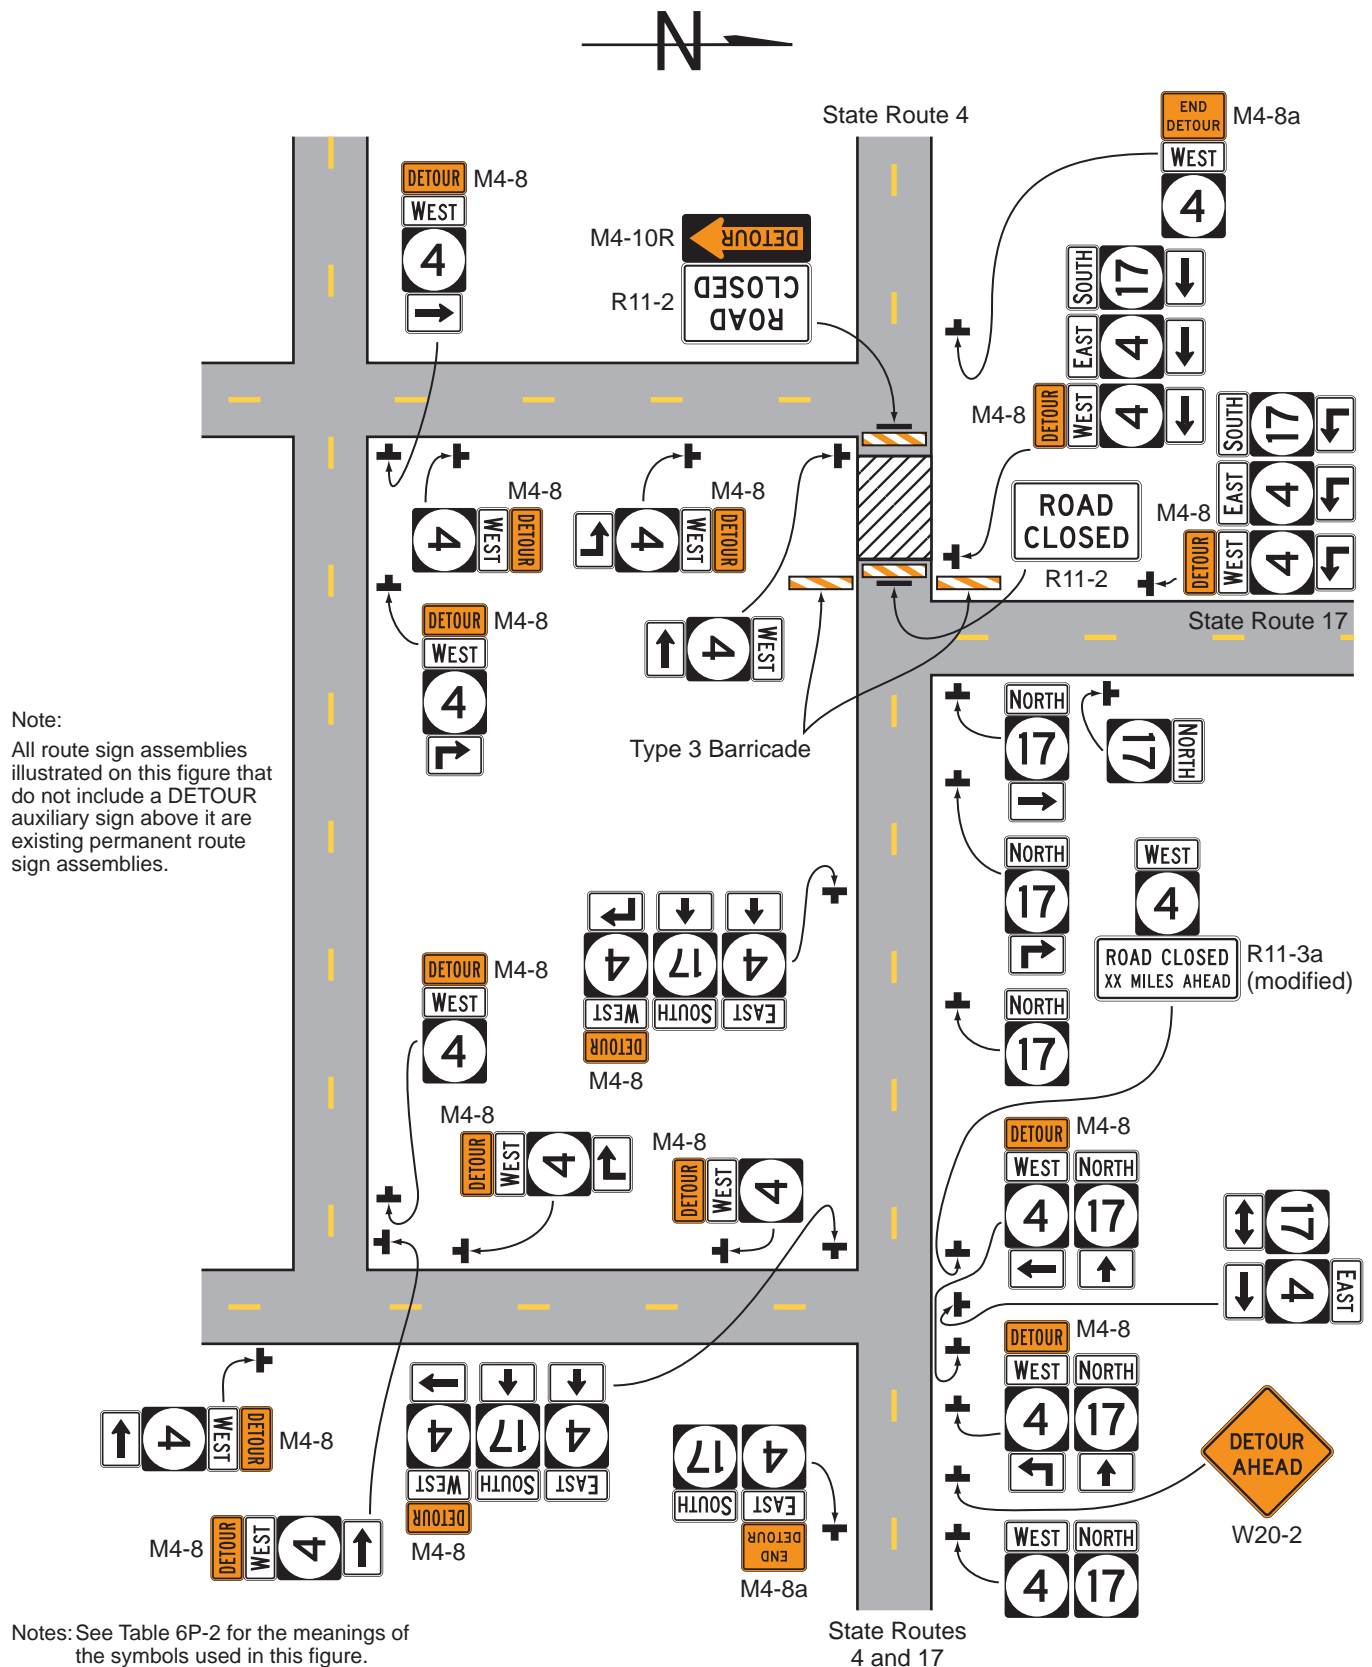 N
State Route 4
END
DETOUR
M4-8a
WEST
4
DETOUR
M4-8
WEST
4
M4-10R
DETOUR
R11-2
ROAD
CLOSED
SOUTH
17
EAST
4
M4-8
DETOUR
WEST
4
SOUTH
17
EAST
4
M4-8
DETOUR
WEST
4
ROAD
CLOSED
R11-2
State Route 17
M4-8
4
WEST
DETOUR
M4-8
4
WEST
DETOUR
DETOUR
M4-8
WEST
4
4
WEST
Type 3 Barricade
Note:
All route sign assemblies
illustrated on this figure that
do not include a DETOUR
auxiliary sign above it are
existing permanent route
sign assemblies.
NORTH
17
17
NORTH
NORTH
17
NORTH
17
WEST
4
ROAD CLOSED
XX MILES AHEAD
R11-3a
(modified)
4
17
4
WEST
SOUTH
EAST
DETOUR
M4-8
DETOUR
M4-8
WEST
4
M4-8
DETOUR
WEST
4
M4-8
DETOUR
WEST
4
DETOUR
M4-8
WEST
NORTH
4
17
17
4
EAST
DETOUR
M4-8
WEST
NORTH
4
17
4
WEST
DETOUR
M4-8
M4-8
DETOUR
WEST
4
4
17
4
WEST
SOUTH
EAST
DETOUR
M4-8
17
4
SOUTH
EAST
END
DETOUR
M4-8a
DETOUR
AHEAD
W20-2
WEST
NORTH
4
17
State Routes
4 and 17
Notes: See Table 6P-2 for the meanings of
the symbols used in this figure.